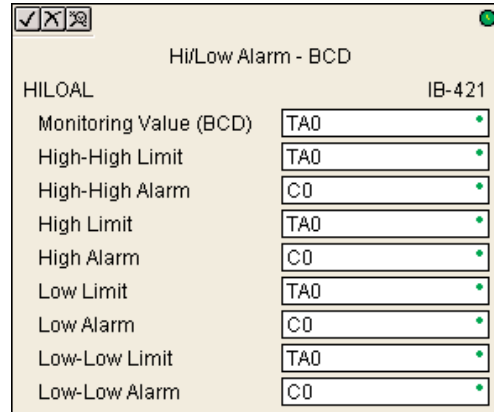 Hi/Low Alarm - BCD
HILOAL IB-421
Monitoring Value (BCD) TA0
High-High Limit TA0
High-High Alarm C0
High Limit TA0
High Alarm C0
Low Limit TA0
Low Alarm C0
Low-Low Limit TA0
Low-Low Alarm C0